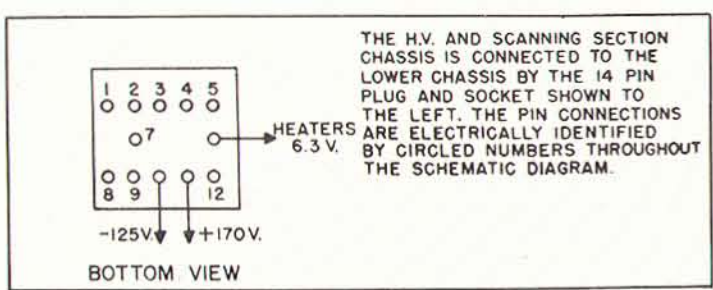 THE H.V. AND SCANNING SECTION
CHASSIS IS CONNECTED TO THE
LOWER CHASSIS BY THE 14 PIN
PLUG AND SOCKET SHOWN TO
THE LEFT. THE PIN CONNECTIONS
ARE ELECTRICALLY IDENTIFIED
BY CIRCLED NUMBERS THROUGHOUT
THE SCHEMATIC DIAGRAM.
1 2 3 4 5
7
HEATERS
6.3 V.
8 9 12
-125V. +170V.
BOTTOM VIEW